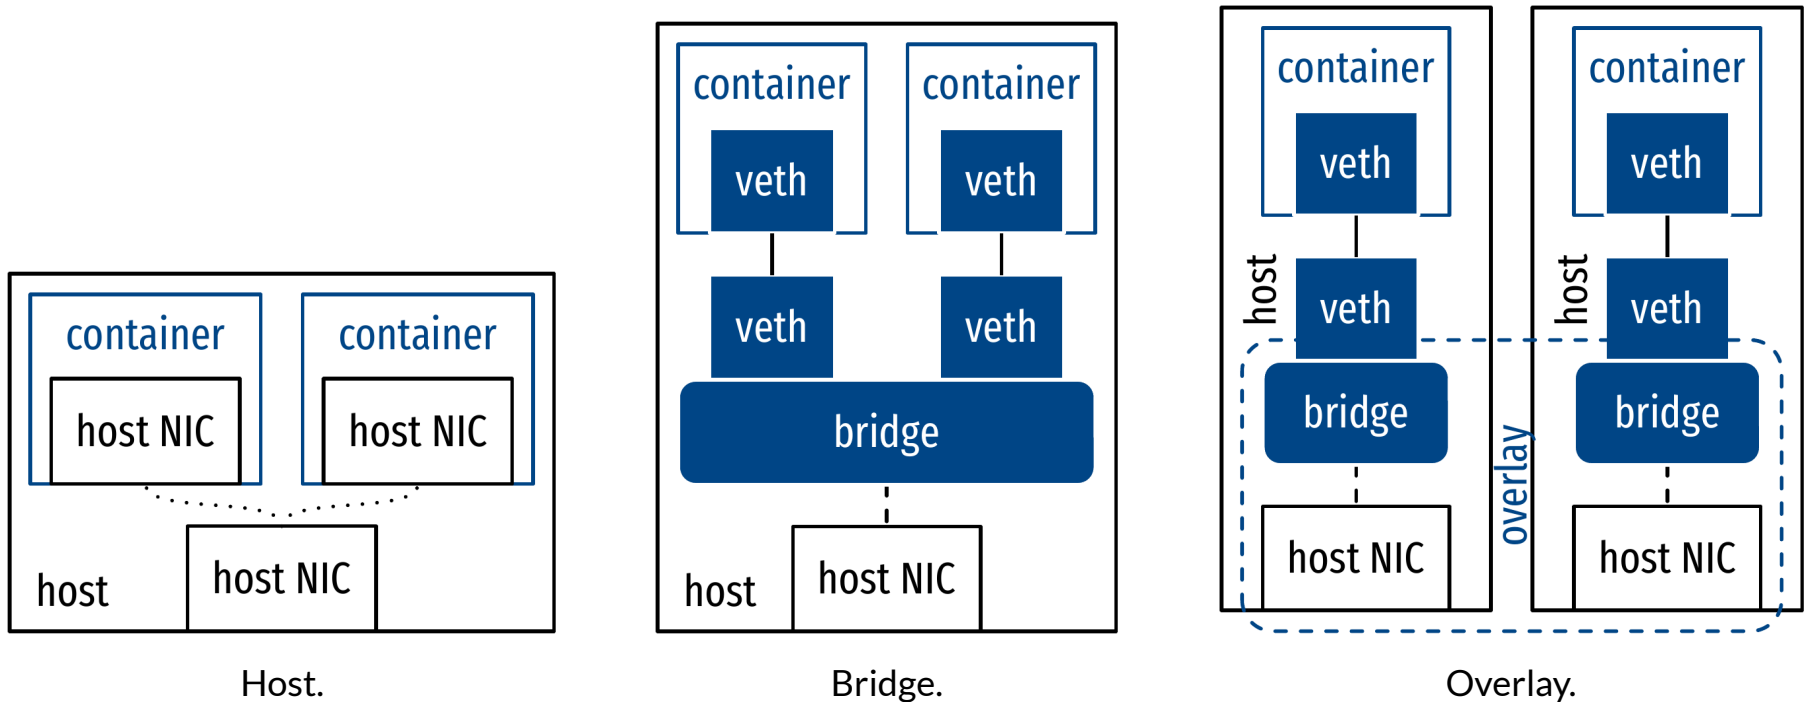 container
container
host NIC
host NIC
host NIC
host
Host.
container
container
veth
veth
veth
veth
bridge
host NIC
host
Bridge.
container
container
veth
veth
host
veth
host
veth
bridge
bridge
overlay
host NIC
host NIC
Overlay.